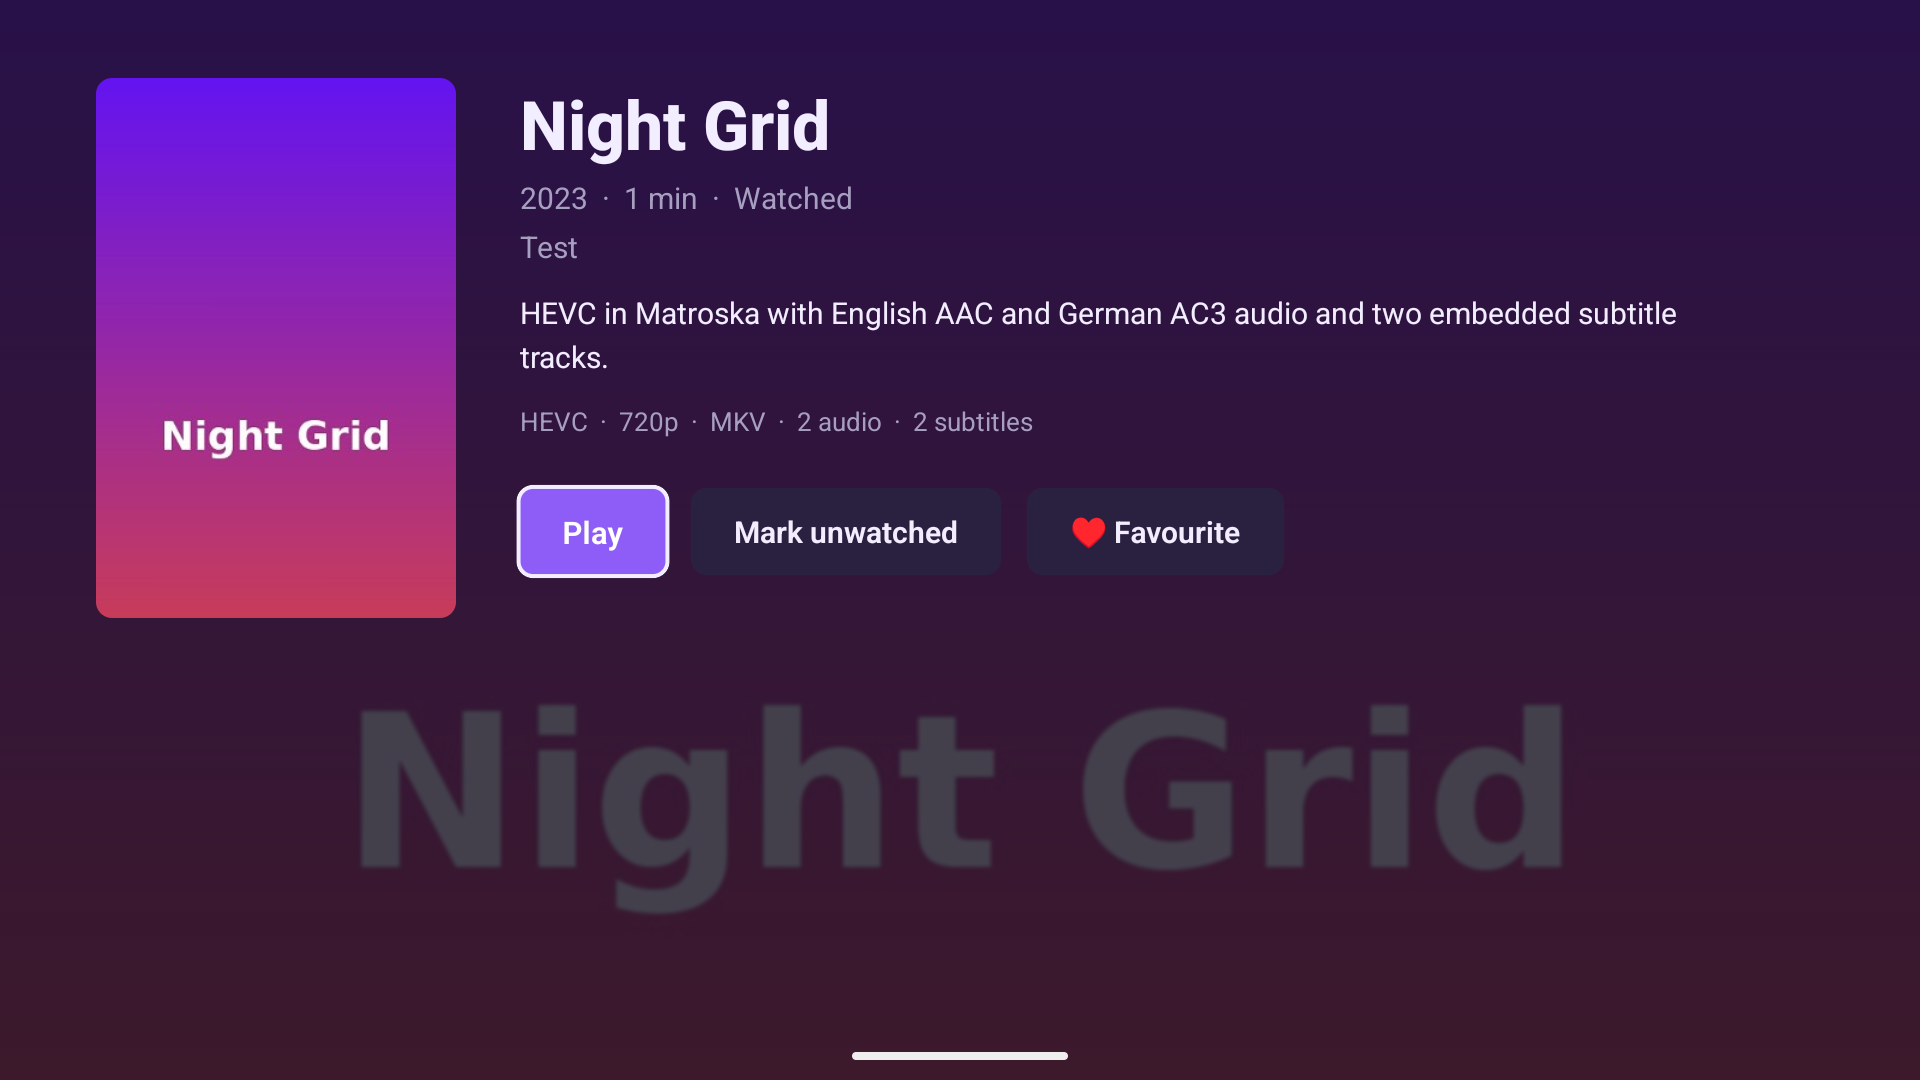 Night Grid
2023 · 1 min · Watched
Test
HEVC in Matroska with English AAC and German AC3 audio and two embedded subtitle
tracks.
HEVC · 720p · MKV · 2 audio · 2 subtitles
Night Grid
Play
Mark unwatched
❤️ Favourite
Night Grid